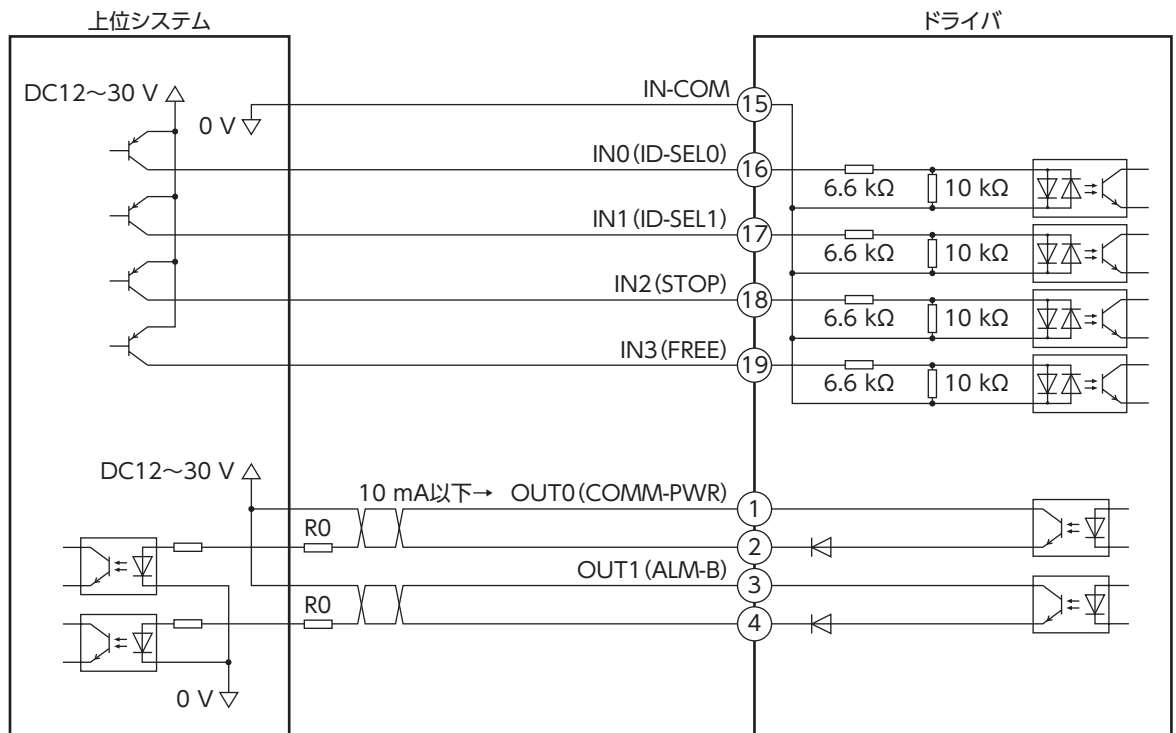 上位システム
ドライバ
DC12～30 V
0 V
IN-COM
15
IN0(ID-SEL0)
16
6.6 kΩ
10 kΩ
IN1(ID-SEL1)
17
6.6 kΩ
10 kΩ
IN2(STOP)
18
6.6 kΩ
10 kΩ
IN3(FREE)
19
6.6 kΩ
10 kΩ
DC12～30 V
10 mA以下→ OUT0(COMM-PWR)
1
R0
2
OUT1(ALM-B)
3
R0
4
0 V